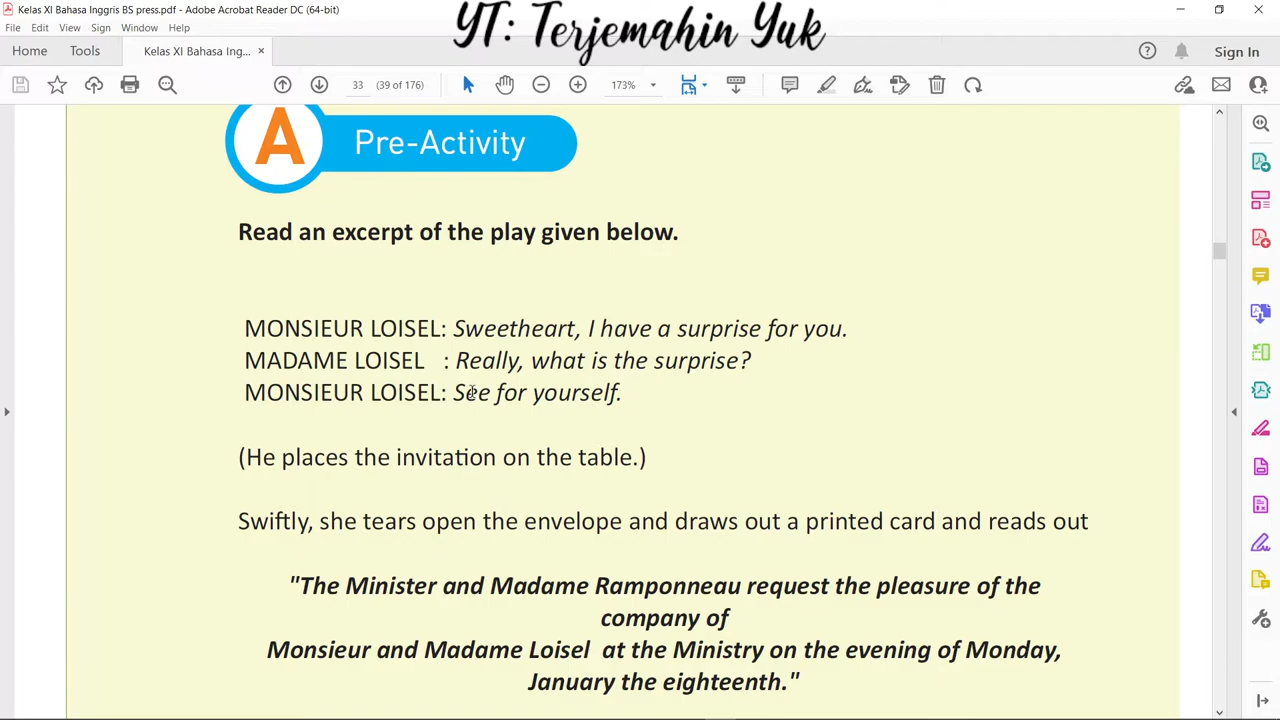 Kelas XI Bahasa Inggris BS press.pdf - Adobe Acrobat Reader DC (64-bit)
YT: Terjemahin Yuk
File Edit View Sign Window Help
Home Tools Kelas XI Bahasa Ing... × Sign In
33 (39 of 176) 173%
A Pre-Activity
Read an excerpt of the play given below.
MONSIEUR LOISEL: Sweetheart, I have a surprise for you.
MADAME LOISEL : Really, what is the surprise?
MONSIEUR LOISEL: See for yourself.
(He places the invitation on the table.)
Swiftly, she tears open the envelope and draws out a printed card and reads out
"The Minister and Madame Ramponneau request the pleasure of the
company of
Monsieur and Madame Loisel at the Ministry on the evening of Monday,
January the eighteenth."